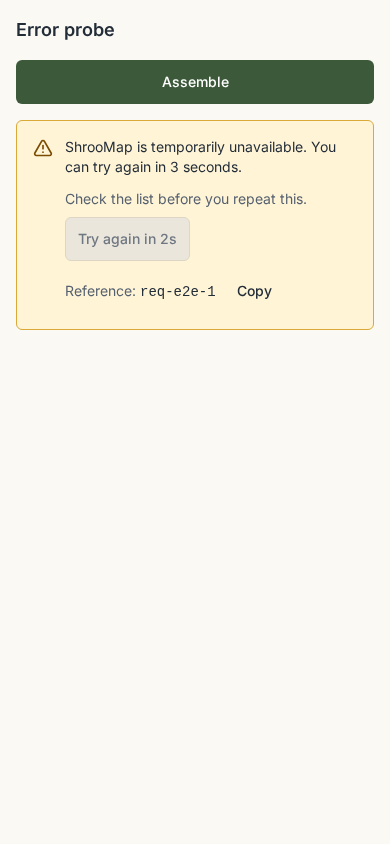 Error probe
Assemble
ShrooMap is temporarily unavailable. You
can try again in 3 seconds.
Check the list before you repeat this.
Try again in 2s
Reference: req-e2e-1 Copy